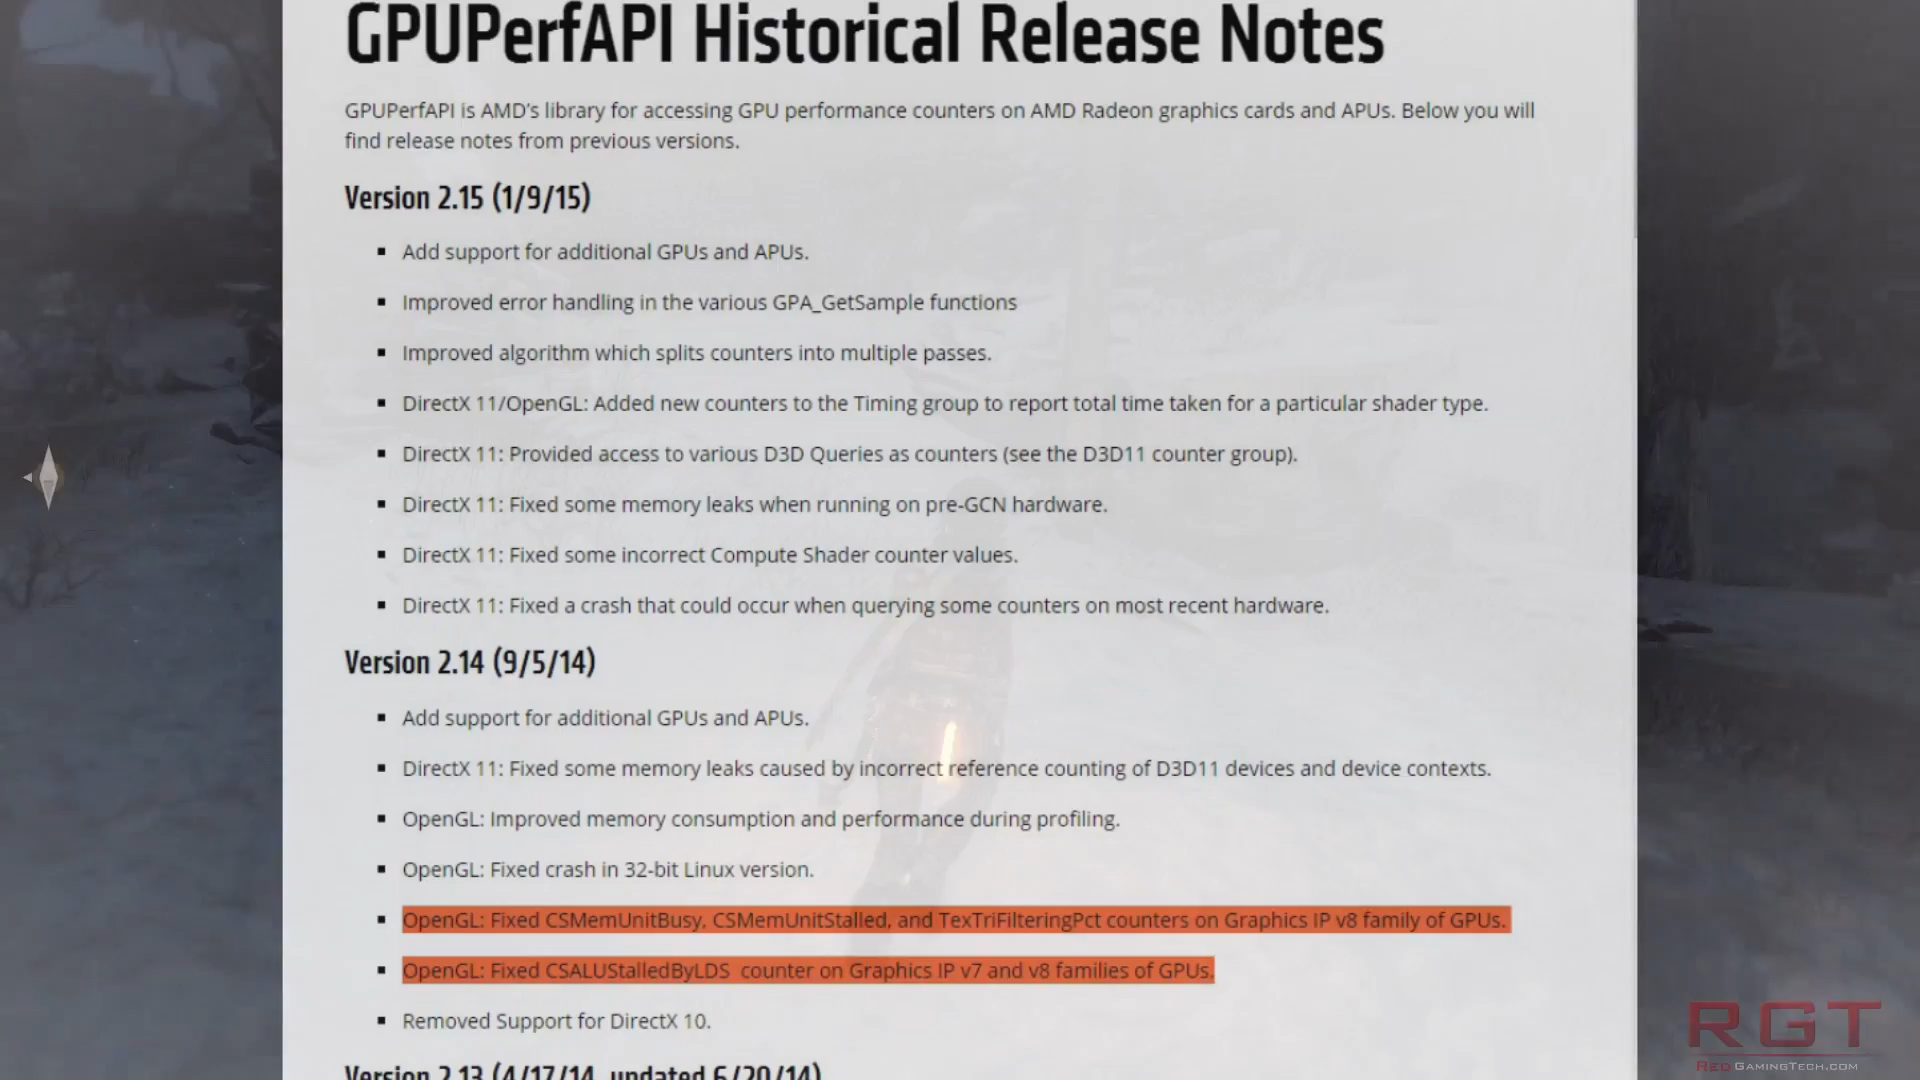 GPUPerfAPI Historical Release Notes
GPUPerfAPI is AMD's library for accessing GPU performance counters on AMD Radeon graphics cards and APUs. Below you will
find release notes from previous versions.
Version 2.15 (1/9/15)
Add support for additional GPUs and APUs.
Improved error handling in the various GPA_GetSample functions
Improved algorithm which splits counters into multiple passes.
DirectX 11/OpenGL: Added new counters to the Timing group to report total time taken for a particular shader type.
DirectX 11: Provided access to various D3D Queries as counters (see the D3D11 counter group).
DirectX 11: Fixed some memory leaks when running on pre-GCN hardware.
DirectX 11: Fixed some incorrect Compute Shader counter values.
DirectX 11: Fixed a crash that could occur when querying some counters on most recent hardware.
Version 2.14 (9/5/14)
Add support for additional GPUs and APUs.
DirectX 11: Fixed some memory leaks caused by incorrect reference counting of D3D11 devices and device contexts.
OpenGL: Improved memory consumption and performance during profiling.
OpenGL: Fixed crash in 32-bit Linux version.
OpenGL: Fixed CSMemUnitBusy, CSMemUnitStalled, and TexTriFilteringPct counters on Graphics IP v8 family of GPUs.
OpenGL: Fixed CSALUStalledByLDS counter on Graphics IP v7 and v8 families of GPUs.
Removed Support for DirectX 10.
Version 2.13 (4/17/14, updated 6/20/14)
RGT
REDGAMINGTECH.COM